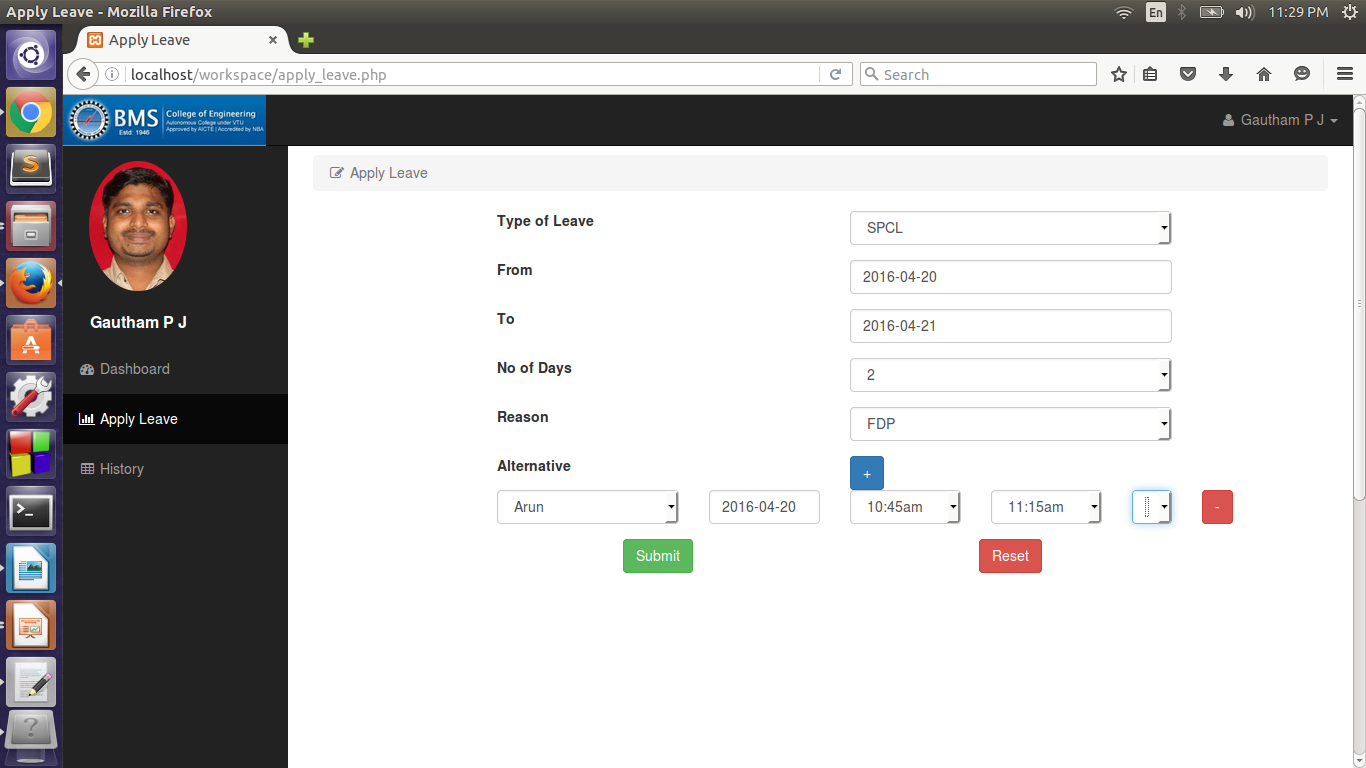 Apply Leave - Mozilla Firefox
En
11:29 PM
Apply Leave
localhost/workspace/apply_leave.php
Search
BMS
Estd: 1946
College of Engineering
Autonomous College under VTU
Approved by AICTE | Accredited by NBA
Gautham P J
Apply Leave
Type of Leave SPCL
From 2016-04-20
Gautham P J
To 2016-04-21
Dashboard
No of Days 2
Apply Leave
Reason FDP
History
Alternative +
Arun 2016-04-20 10:45am 11:15am -
Submit Reset